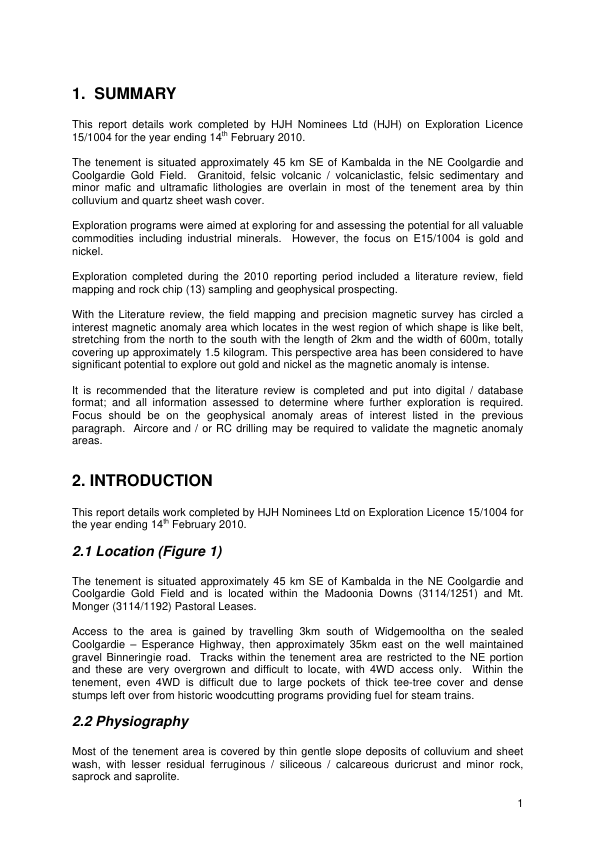 1. SUMMARY
This report details work completed by HJH Nominees Ltd (HJH) on Exploration Licence
15/1004 for the year ending 14th February 2010.
The tenement is situated approximately 45 km SE of Kambalda in the NE Coolgardie and
Coolgardie Gold Field. Granitoid, felsic volcanic / volcaniclastic, felsic sedimentary and
minor mafic and ultramafic lithologies are overlain in most of the tenement area by thin
colluvium and quartz sheet wash cover.
Exploration programs were aimed at exploring for and assessing the potential for all valuable
commodities including industrial minerals. However, the focus on E15/1004 is gold and
nickel.
Exploration completed during the 2010 reporting period included a literature review, field
mapping and rock chip (13) sampling and geophysical prospecting.
With the Literature review, the field mapping and precision magnetic survey has circled a
interest magnetic anomaly area which locates in the west region of which shape is like belt,
stretching from the north to the south with the length of 2km and the width of 600m, totally
covering up approximately 1.5 kilogram. This perspective area has been considered to have
significant potential to explore out gold and nickel as the magnetic anomaly is intense.
It is recommended that the literature review is completed and put into digital / database
format; and all information assessed to determine where further exploration is required.
Focus should be on the geophysical anomaly areas of interest listed in the previous
paragraph. Aircore and / or RC drilling may be required to validate the magnetic anomaly
areas.
2. INTRODUCTION
This report details work completed by HJH Nominees Ltd on Exploration Licence 15/1004 for
the year ending 14th February 2010.
2.1 Location (Figure 1)
The tenement is situated approximately 45 km SE of Kambalda in the NE Coolgardie and
Coolgardie Gold Field and is located within the Madoonia Downs (3114/1251) and Mt.
Monger (3114/1192) Pastoral Leases.
Access to the area is gained by travelling 3km south of Widgemooltha on the sealed
Coolgardie – Esperance Highway, then approximately 35km east on the well maintained
gravel Binneringie road. Tracks within the tenement area are restricted to the NE portion
and these are very overgrown and difficult to locate, with 4WD access only. Within the
tenement, even 4WD is difficult due to large pockets of thick tee-tree cover and dense
stumps left over from historic woodcutting programs providing fuel for steam trains.
2.2 Physiography
Most of the tenement area is covered by thin gentle slope deposits of colluvium and sheet
wash, with lesser residual ferruginous / siliceous / calcareous duricrust and minor rock,
saprock and saprolite.
1